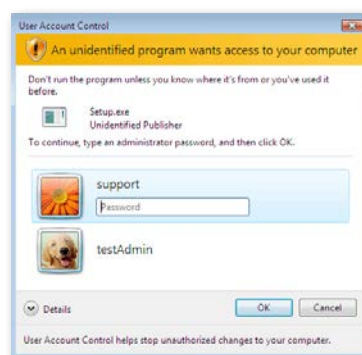 User Account Control
An unidentified program wants access to your computer
Don't run the program unless you know where it's from or you've used it
before.
Setup.exe
Unidentified Publisher
To continue, type an administrator password, and then click OK.
support
Password
testAdmin
Details
OK
Cancel
User Account Control helps stop unauthorized changes to your computer.